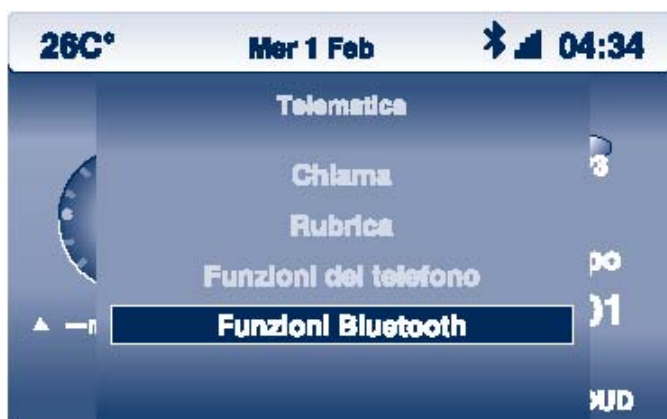 26C° Mer 1 Feb 04:34
Telematica
Chiama
Rubrica
Funzioni del telefono
Funzioni Bluetooth